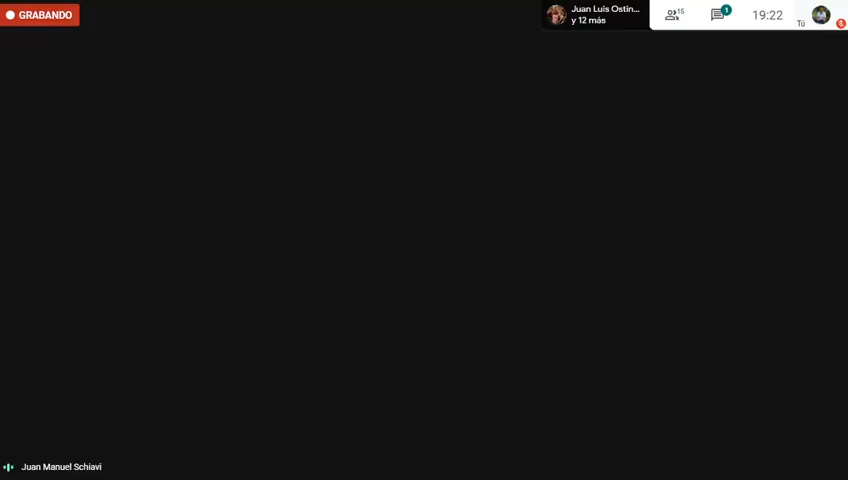 GRABANDO
Juan Luis Ostin...
y 12 más
15
1
19:22
Tú
Juan Manuel Schiavi